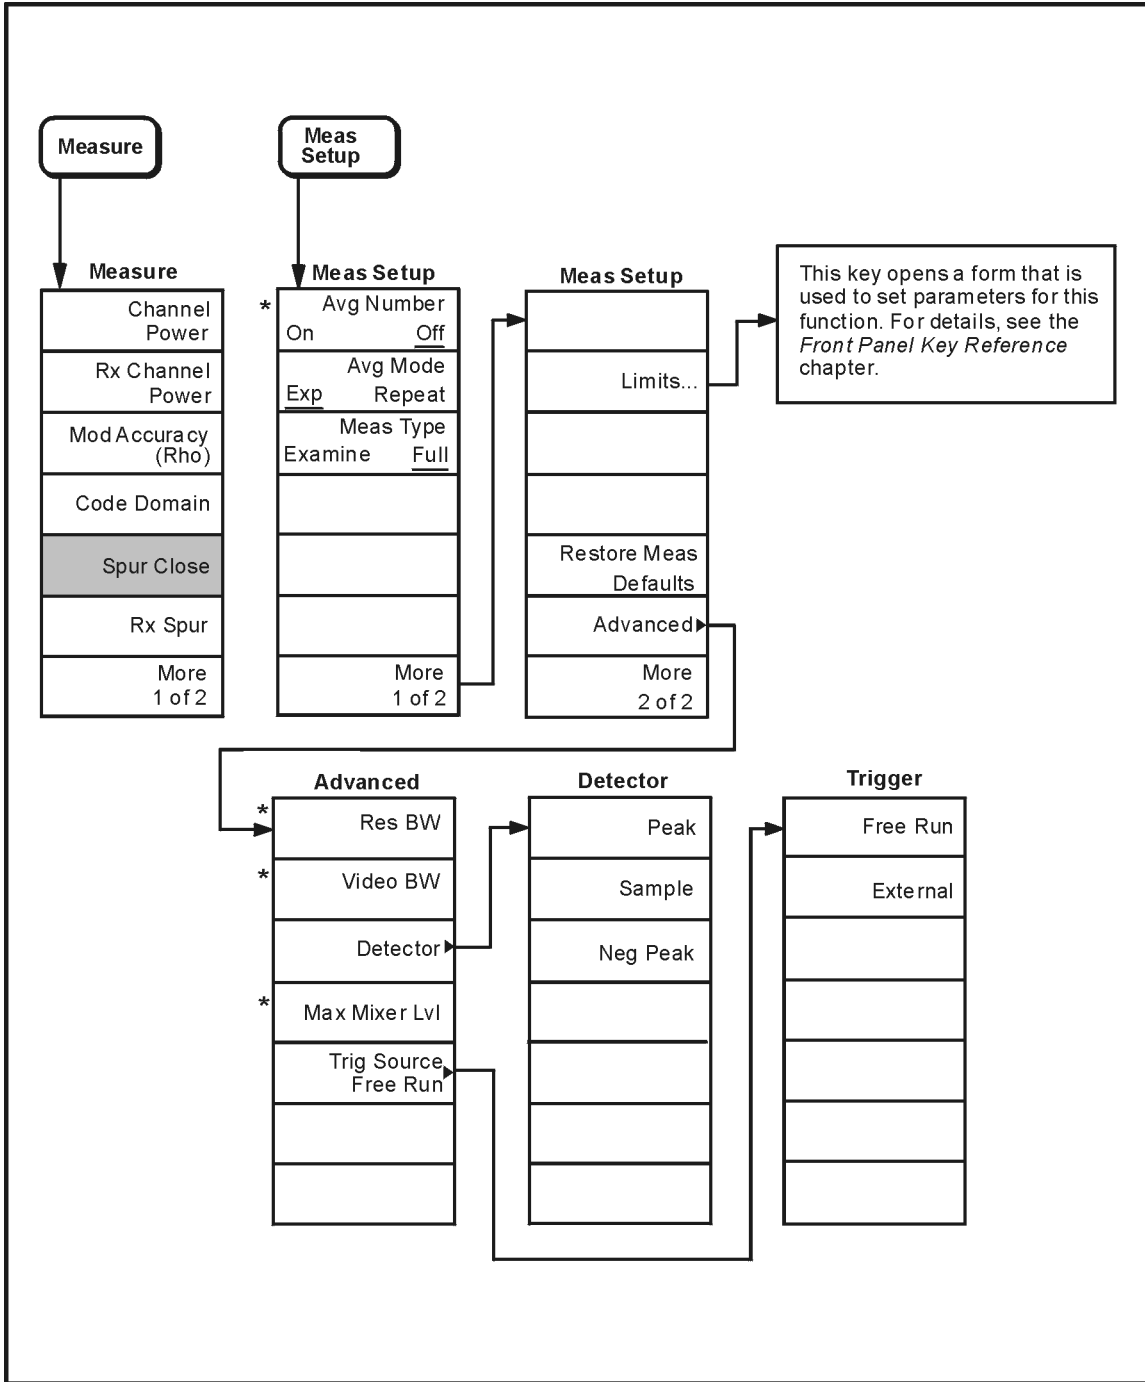 Measure
Meas
Setup
Measure
Channel
Power
Rx Channel
Power
Mod Accuracy
(Rho)
Code Domain
Spur Close
Rx Spur
More
1 of 2
Meas Setup
* Avg Number
On Off
Avg Mode
Exp Repeat
Meas Type
Examine Full
More
1 of 2
Meas Setup
Limits...
Restore Meas
Defaults
Advanced
More
2 of 2
This key opens a form that is
used to set parameters for this
function. For details, see the
Front Panel Key Reference
chapter.
Advanced
* Res BW
* Video BW
Detector
* Max Mixer Lvl
Trig Source
Free Run
Detector
Peak
Sample
Neg Peak
Trigger
Free Run
External